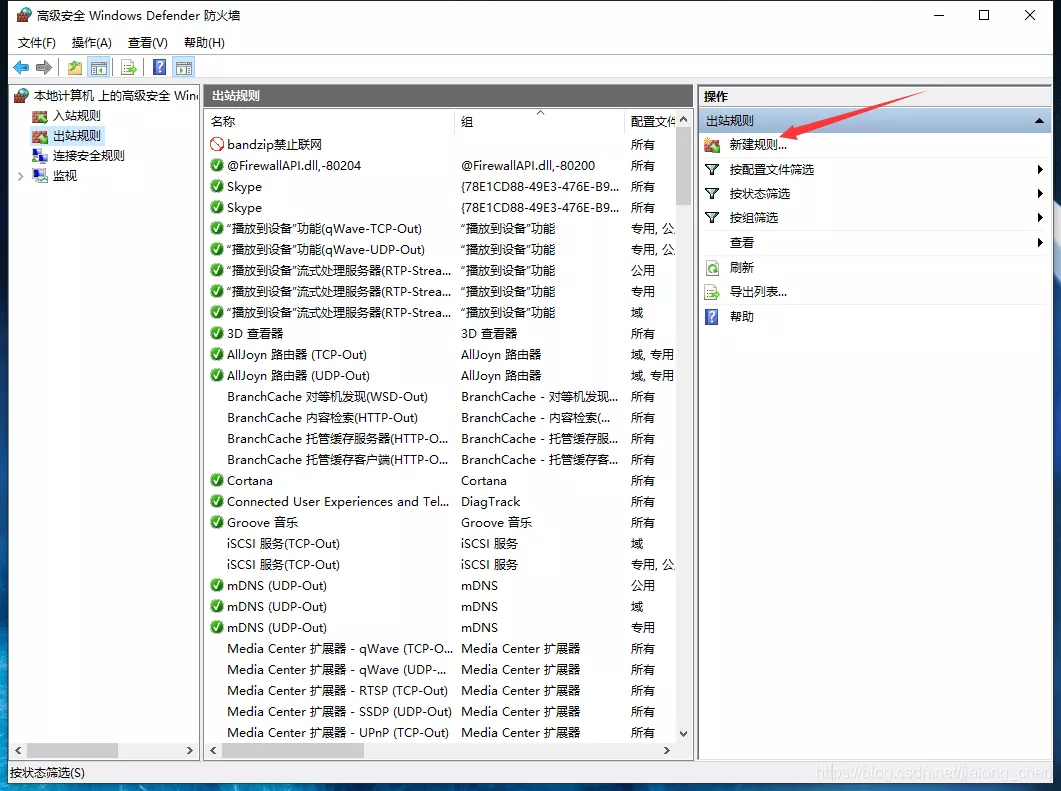 高级安全 Windows Defender 防火墙
文件(F) 操作(A) 查看(V) 帮助(H)
本地计算机 上的高级安全 Win
入站规则
出站规则
连接安全规则
监视
出站规则
名称 组 配置文件
bandzip禁止联网 所有
@FirewallAPI.dll,-80204 @FirewallAPI.dll,-80200 所有
Skype {78E1CD88-49E3-476E-B9... 所有
Skype {78E1CD88-49E3-476E-B9... 所有
“播放到设备”功能(qWave-TCP-Out) “播放到设备”功能 专用, 公
“播放到设备”功能(qWave-UDP-Out) “播放到设备”功能 专用, 公
“播放到设备”流式处理服务器(RTP-Strea... “播放到设备”功能 公用
“播放到设备”流式处理服务器(RTP-Strea... “播放到设备”功能 专用
“播放到设备”流式处理服务器(RTP-Strea... “播放到设备”功能 域
3D 查看器 3D 查看器 所有
AllJoyn 路由器 (TCP-Out) AllJoyn 路由器 域, 专用
AllJoyn 路由器 (UDP-Out) AllJoyn 路由器 域, 专用
BranchCache 对等机发现(WSD-Out) BranchCache - 对等机发现... 所有
BranchCache 内容检索(HTTP-Out) BranchCache - 内容检索(... 所有
BranchCache 托管缓存服务器(HTTP-O... BranchCache - 托管缓存服... 所有
BranchCache 托管缓存客户端(HTTP-O... BranchCache - 托管缓存客... 所有
Cortana Cortana 所有
Connected User Experiences and Tel... DiagTrack 所有
Groove 音乐 Groove 音乐 所有
iSCSI 服务(TCP-Out) iSCSI 服务 域
iSCSI 服务(TCP-Out) iSCSI 服务 专用, 公
mDNS (UDP-Out) mDNS 公用
mDNS (UDP-Out) mDNS 域
mDNS (UDP-Out) mDNS 专用
Media Center 扩展器 - qWave (TCP-O... Media Center 扩展器 所有
Media Center 扩展器 - qWave (UDP-... Media Center 扩展器 所有
Media Center 扩展器 - RTSP (TCP-Out) Media Center 扩展器 所有
Media Center 扩展器 - SSDP (UDP-Out) Media Center 扩展器 所有
Media Center 扩展器 - UPnP (TCP-Out) Media Center 扩展器 所有
操作
出站规则
新建规则...
按配置文件筛选
按状态筛选
按组筛选
查看
刷新
导出列表...
帮助
按状态筛选(S)
https://blog.csdn.net/jialong_chen